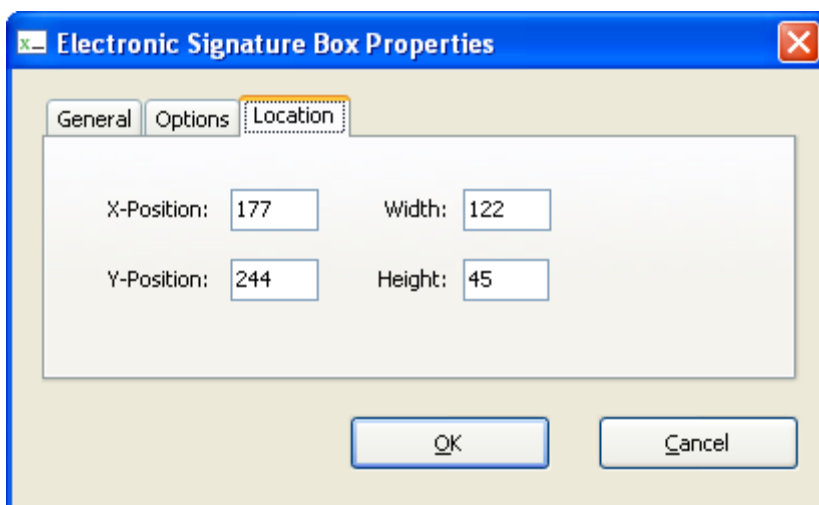 Electronic Signature Box Properties
General Options Location
X-Position: 177 Width: 122
Y-Position: 244 Height: 45
OK Cancel